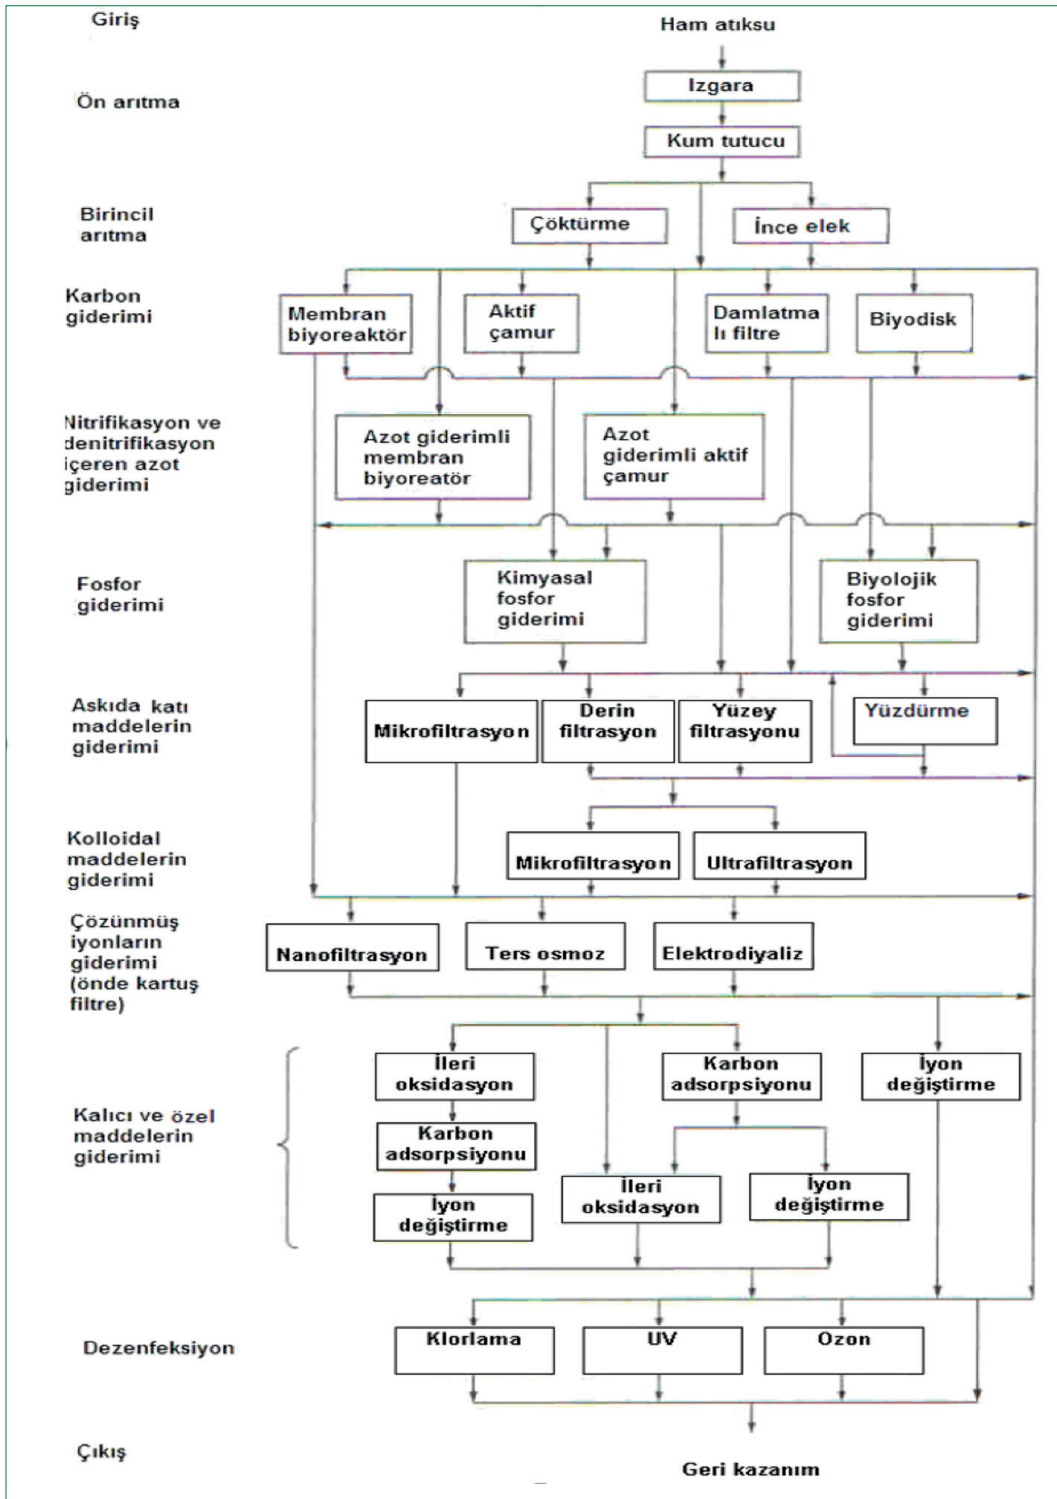 Giriş
Ham atıksu
Ön arıtma
Izgara
Kum tutucu
Birincil
arıtma
Çöktürme
İnce elek
Karbon
giderimi
Membran
biyoreaktör
Aktif
çamur
Damlatma
lı filtre
Biyodisk
Nitrifikasyon ve
denitrifikasyon
içeren azot
giderimi
Azot giderimli
membran
biyoreatör
Azot
giderimli aktif
çamur
Fosfor
giderimi
Kimyasal
fosfor
giderimi
Biyolojik
fosfor
giderimi
Askıda katı
maddelerin
giderimi
Mikrofiltrasyon
Derin
filtrasyon
Yüzey
filtrasyonu
Yüzdürme
Kolloidal
maddelerin
giderimi
Mikrofiltrasyon
Ultrafiltrasyon
Çözünmüş
iyonların
giderimi
(önde kartuş
filtre)
Nanofiltrasyon
Ters osmoz
Elektrodiyaliz
Kalıcı ve özel
maddelerin
giderimi
İleri
oksidasyon
Karbon
adsorpsiyonu
İyon
değiştirme
Karbon
adsorpsiyonu
İyon
değiştirme
İleri
oksidasyon
İyon
değiştirme
Dezenfeksiyon
Klorlama
UV
Ozon
Çıkış
Geri kazanım